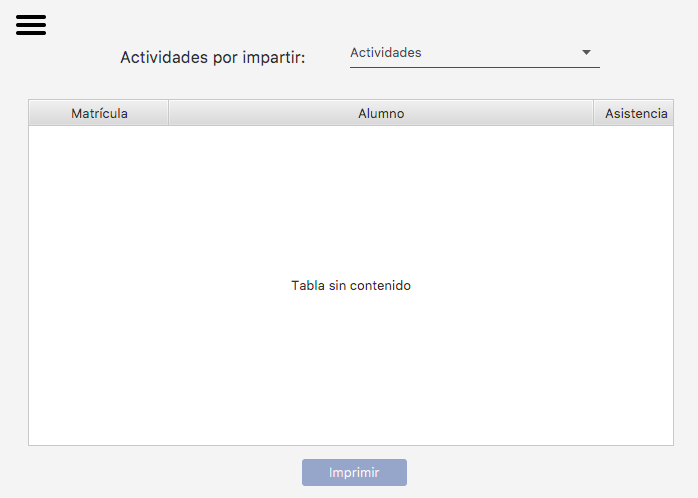 Actividades por impartir:
Actividades
Matrícula
Alumno
Asistencia
Tabla sin contenido
Imprimir